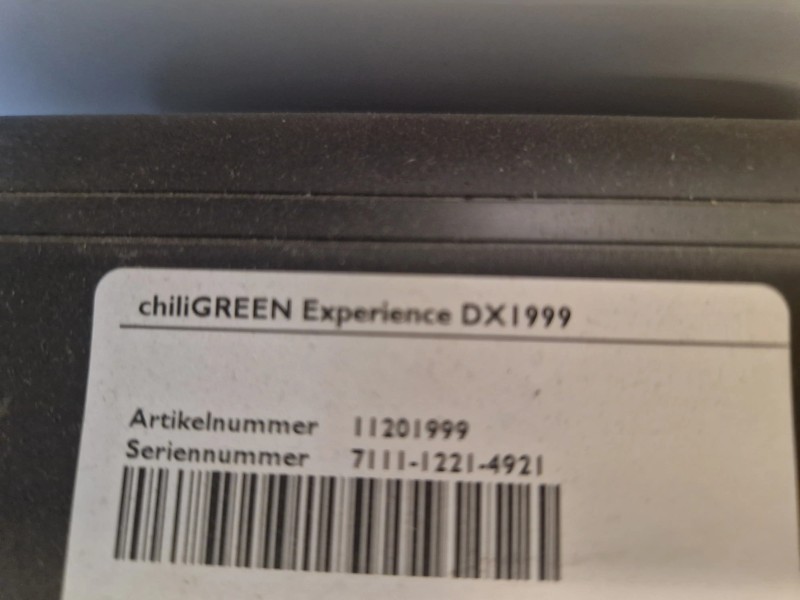 chiliGREEN Experience DX1999
Artikelnummer 11201999
Seriennummer 7111-1221-4921